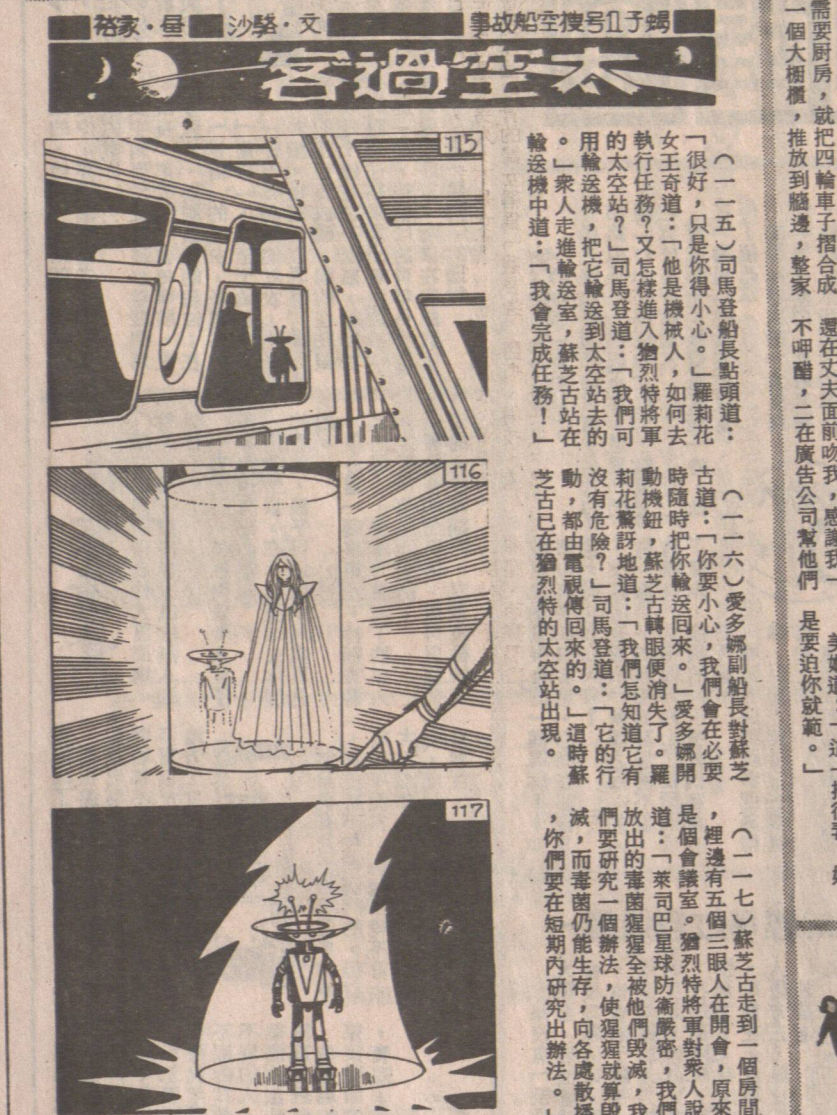 蝎子Ⅱ号搜空船故事
文・駱沙
畫・家裕
太空過客
115
(一一五)司馬登船長點頭道：
「很好，只是你得小心。」羅莉花
女王奇道：「他是機械人，如何去
執行任務？又怎樣進入猶烈特將軍
的太空站？」司馬登道：「我們可
用輸送機，把它輸送到太空站去的
。」衆人走進輸送室，蘇芝古站在
輸送機中道：「我會完成任務！」
116
(一一六)愛多娜副船長對蘇芝
古道：「你要小心，我們會在必要
時隨時把你輸送囘來。」愛多娜開
動機鈕，蘇芝古轉眼便消失了。羅
莉花驚訝地道：「我們怎知道它有
沒有危險？」司馬登道：「它的行
動，都由電視傳囘來的。」這時蘇
芝古已在猶烈特的太空站出現。
117
(一一七)蘇芝古走到一個房間
，裡邊有五個三眼人在開會，原來
是個會議室。猶烈特將軍對衆人說
道：「萊司巴星球防衞嚴密，我們
放出的毒菌猩猩全被他們毀滅，我
們要研究一個辦法，使猩猩就算毀
滅，而毒菌仍能生存，向各處散播
，你們要在短期內研究出辦法。」
需要厨房，就把四輪車子摺合成
一個大櫥櫃，推放到牆邊，整家
還在丈夫面前吻我，感謝我
不呷醋，二在廣告公司幫他們
是要迫你就範。」